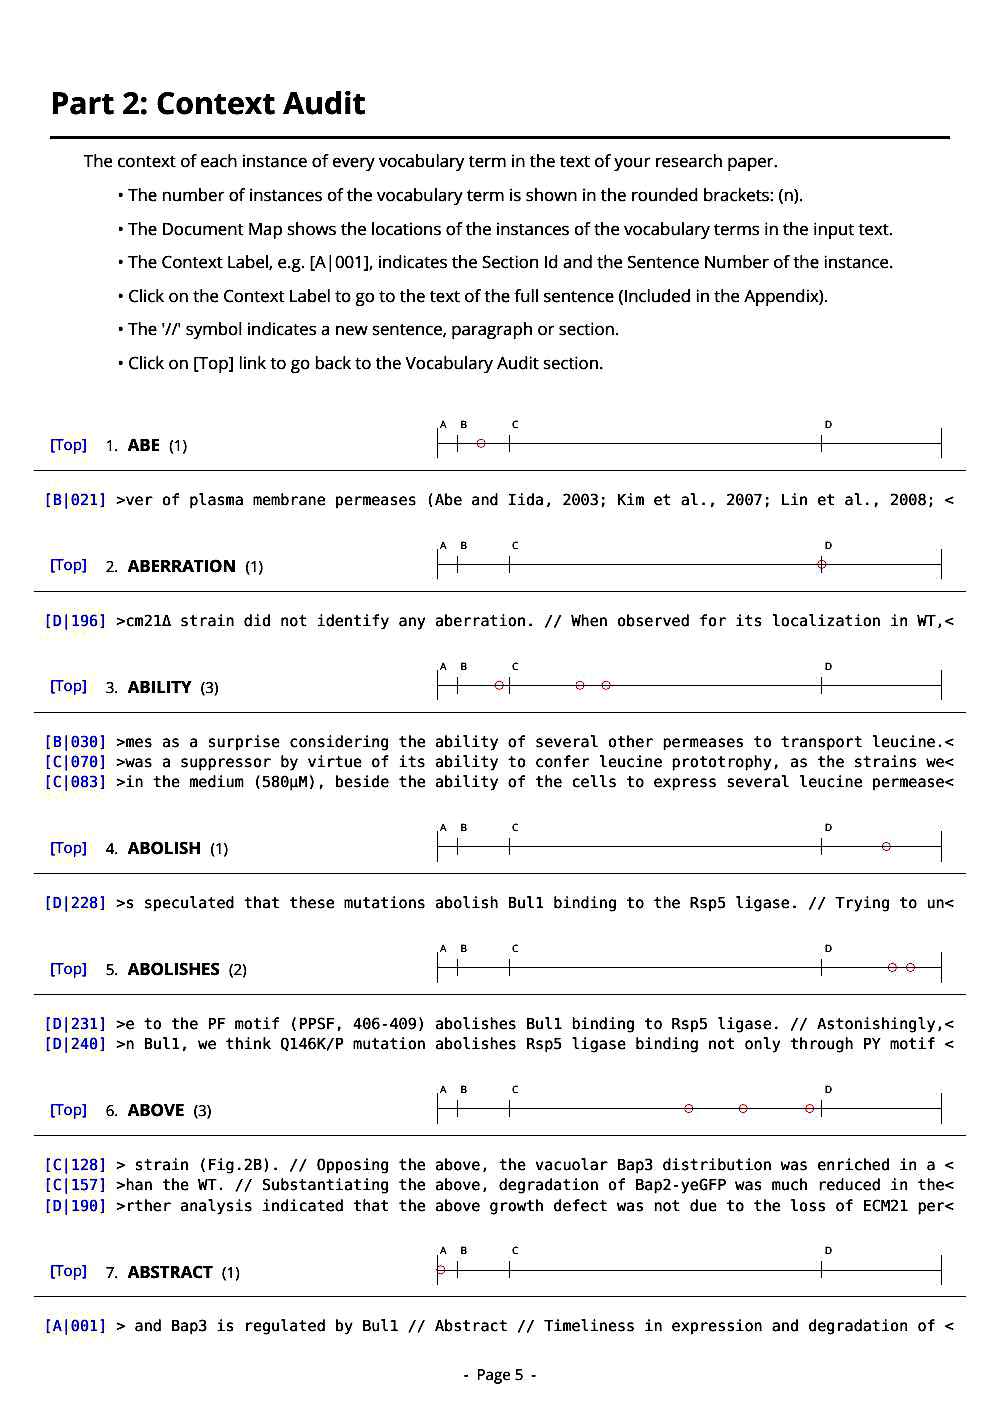 Part 2: Context Audit
The context of each instance of every vocabulary term in the text of your research paper.
• The number of instances of the vocabulary term is shown in the rounded brackets: (n).
• The Document Map shows the locations of the instances of the vocabulary terms in the input text.
• The Context Label, e.g. [A|001], indicates the Section Id and the Sentence Number of the instance.
• Click on the Context Label to go to the text of the full sentence (Included in the Appendix).
• The '//' symbol indicates a new sentence, paragraph or section.
• Click on [Top] link to go back to the Vocabulary Audit section.
A B C D
[Top] 1. ABE (1)
[B|021] >ver of plasma membrane permeases (Abe and Iida, 2003; Kim et al., 2007; Lin et al., 2008; <
A B C D
[Top] 2. ABERRATION (1)
[D|196] >cm21Δ strain did not identify any aberration. // When observed for its localization in WT,<
A B C D
[Top] 3. ABILITY (3)
[B|030] >mes as a surprise considering the ability of several other permeases to transport leucine.<
[C|070] >was a suppressor by virtue of its ability to confer leucine prototrophy, as the strains we<
[C|083] >in the medium (580μM), beside the ability of the cells to express several leucine permease<
A B C D
[Top] 4. ABOLISH (1)
[D|228] >s speculated that these mutations abolish Bul1 binding to the Rsp5 ligase. // Trying to un<
A B C D
[Top] 5. ABOLISHES (2)
[D|231] >e to the PF motif (PPSF, 406-409) abolishes Bul1 binding to Rsp5 ligase. // Astonishingly,<
[D|240] >n Bul1, we think Q146K/P mutation abolishes Rsp5 ligase binding not only through PY motif <
A B C D
[Top] 6. ABOVE (3)
[C|128] > strain (Fig.2B). // Opposing the above, the vacuolar Bap3 distribution was enriched in a <
[C|157] >han the WT. // Substantiating the above, degradation of Bap2-yeGFP was much reduced in the<
[D|190] >rther analysis indicated that the above growth defect was not due to the loss of ECM21 per<
A B C D
[Top] 7. ABSTRACT (1)
[A|001] > and Bap3 is regulated by Bul1 // Abstract // Timeliness in expression and degradation of <
- Page 5 -